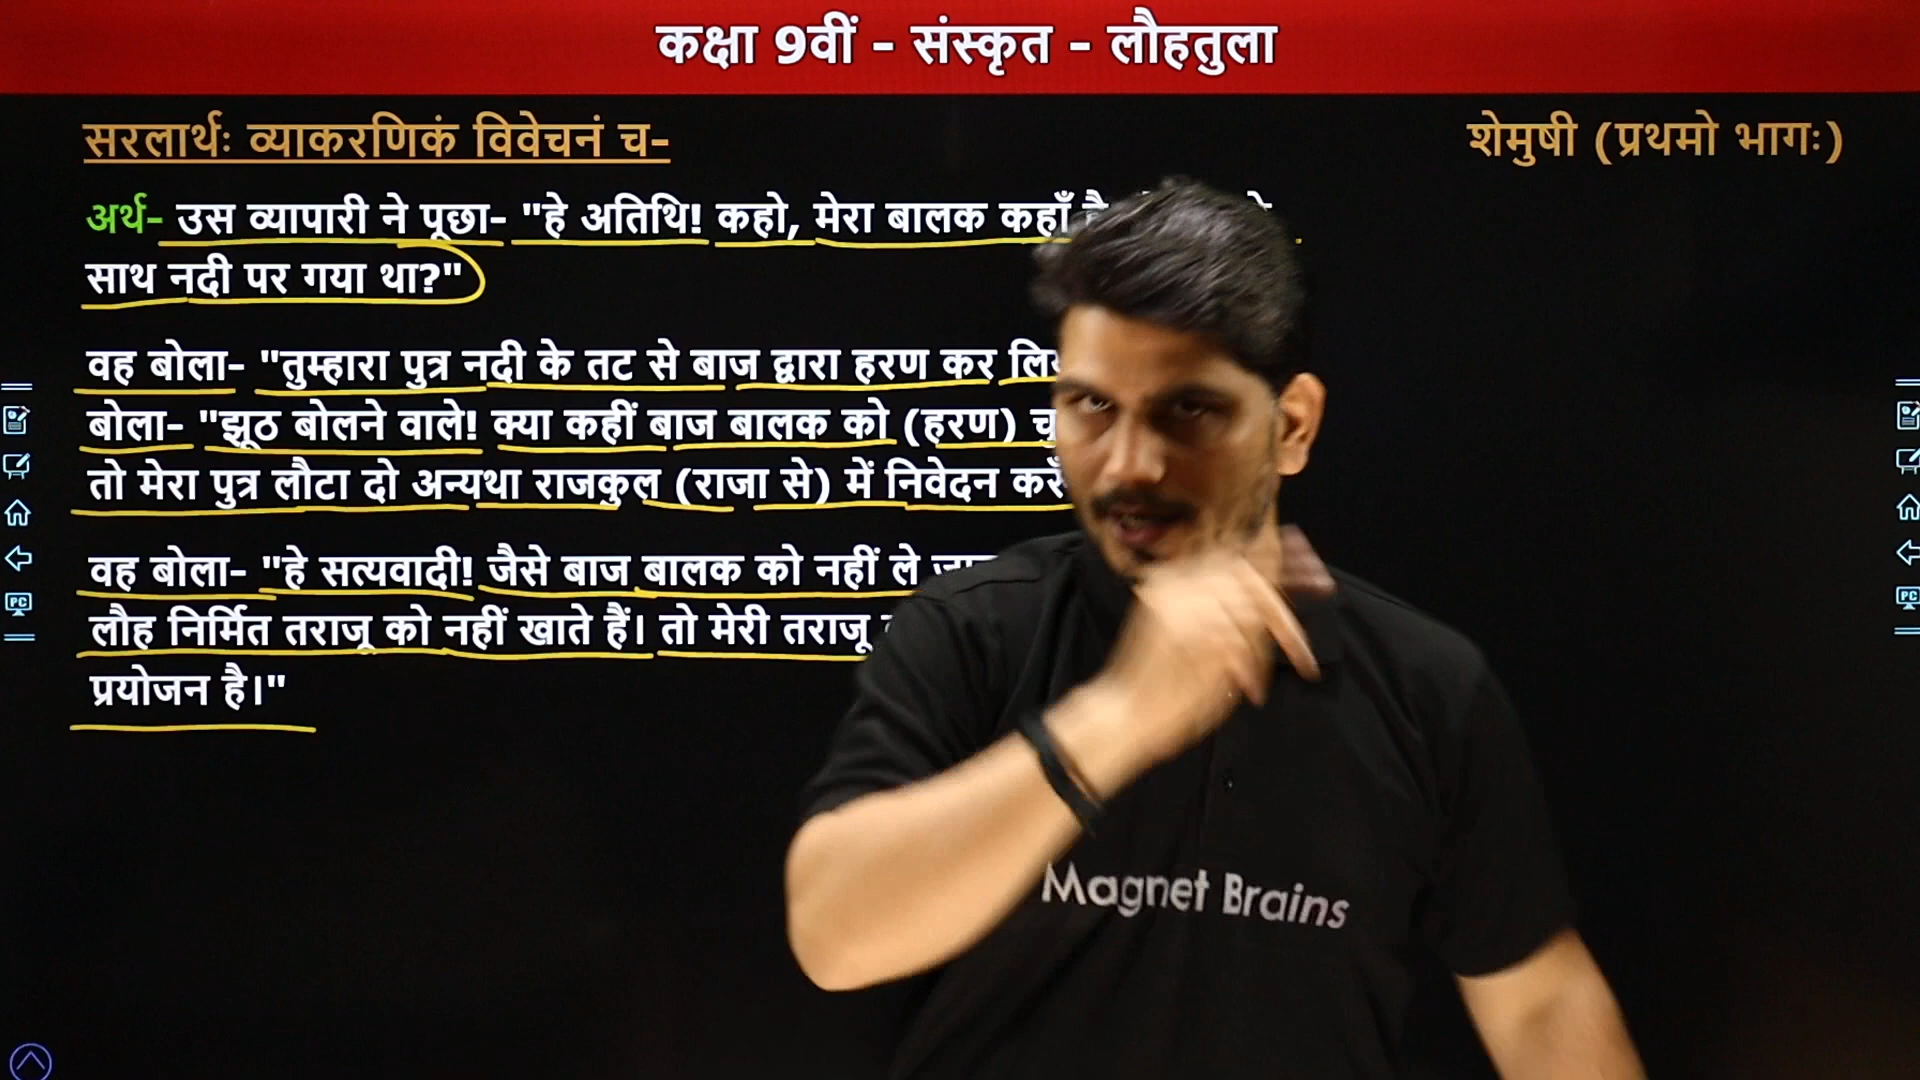 कक्षा 9वीं - संस्कृत - लौहतुला
सरलार्थः व्याकरणिकं विवेचनं च-
शेमुषी (प्रथमो भागः)
अर्थ- उस व्यापारी ने पूछा- "हे अतिथि! कहो, मेरा बालक कहाँ
साथ नदी पर गया था?"
वह बोला- "तुम्हारा पुत्र नदी के तट से बाज द्वारा हरण कर
बोला- "झूठ बोलने वाले! क्या कहीं बाज बालक को (हरण)
तो मेरा पुत्र लौटा दो अन्यथा राजकुल (राजा से) में निवेदन
वह बोला- "हे सत्यवादी! जैसे बाज बालक को नहीं ले
लौह निर्मित तराजू को नहीं खाते हैं। तो मेरी तराजू
प्रयोजन है।"
PC
PC
Magnet Brains